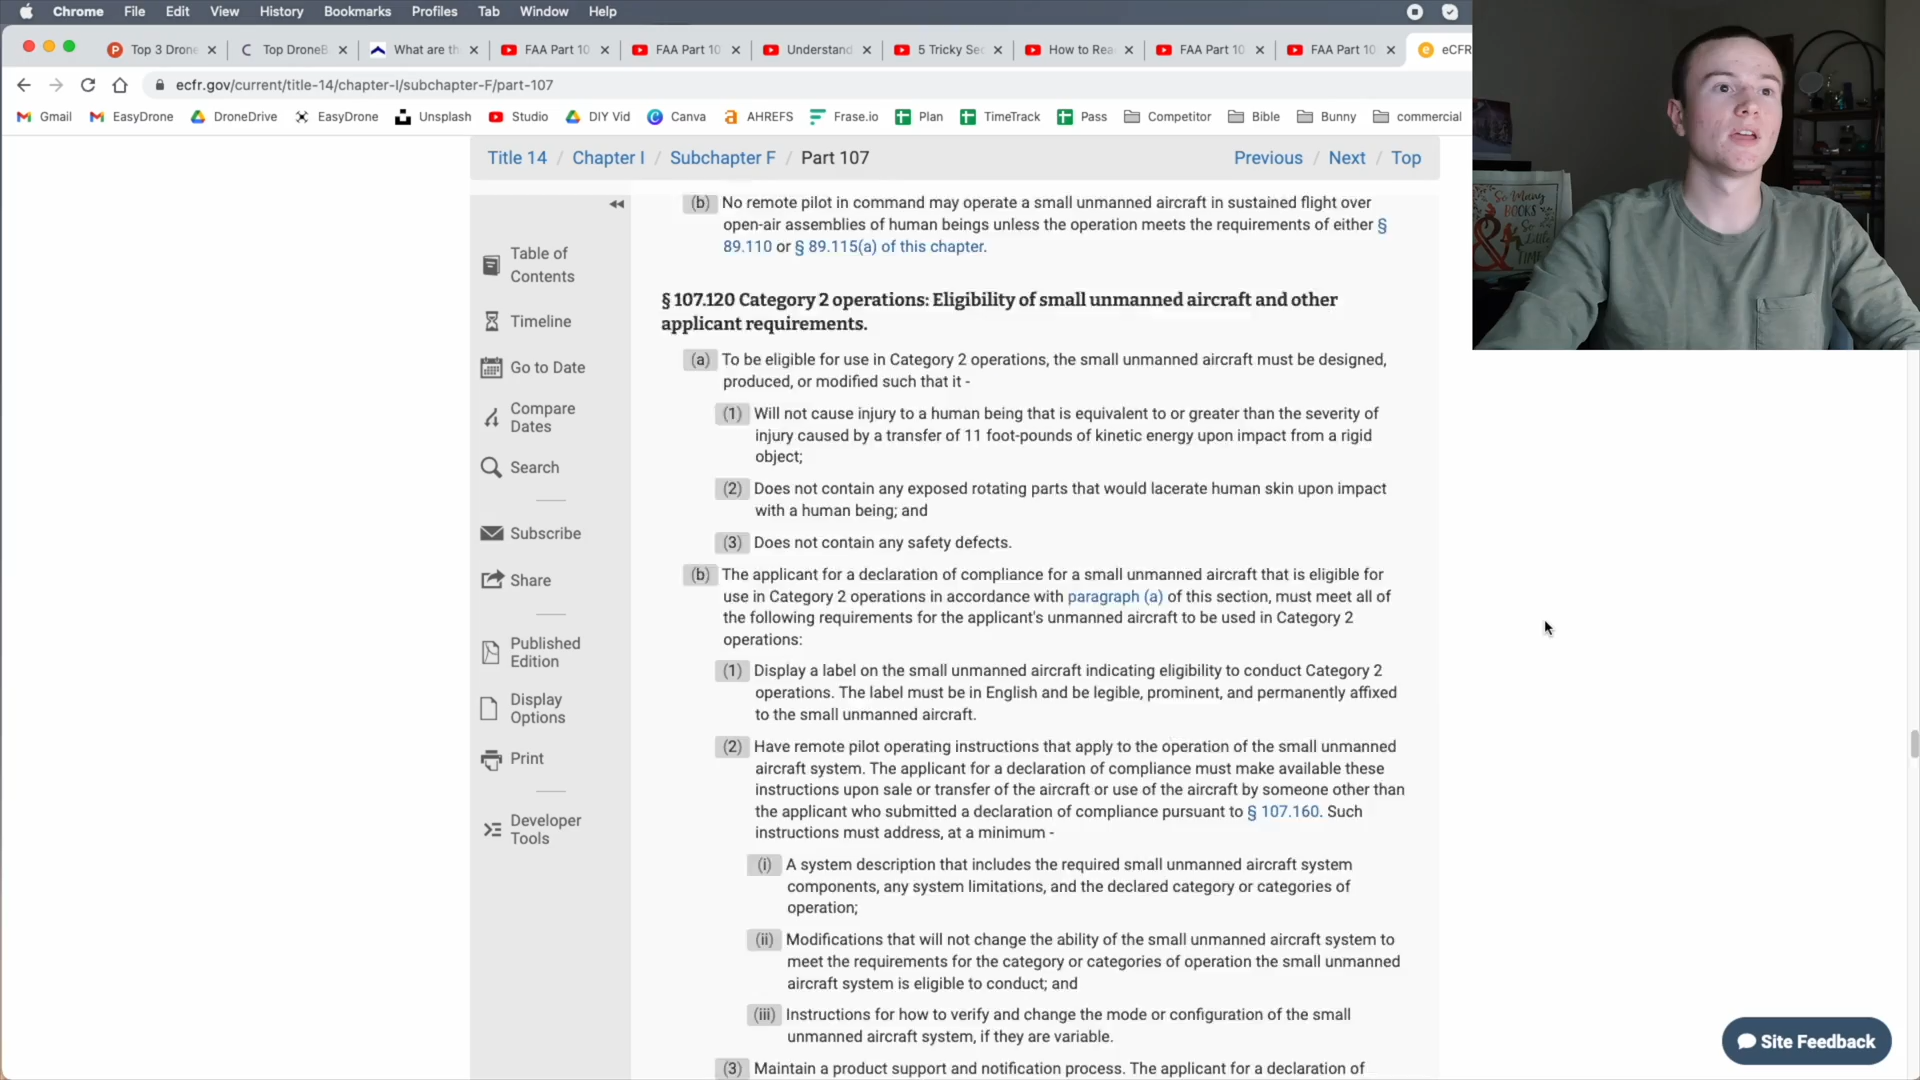 Chrome File Edit View History Bookmarks Profiles Tab Window Help
Top 3 Drone Top DroneB What are th FAA Part 10 FAA Part 10 Understand 5 Tricky Sec How to Rea FAA Part 10 FAA Part 10 eCFR
ecfr.gov/current/title-14/chapter-I/subchapter-F/part-107
Gmail EasyDrone DroneDrive EasyDrone Unsplash Studio DIY Vid Canva AHREFS Frase.io Plan TimeTrack Pass Competitor Bible Bunny commercial
Title 14 / Chapter I / Subchapter F / Part 107 Previous / Next / Top
Table of
Contents
Timeline
Go to Date
Compare
Dates
Search
Subscribe
Share
Published
Edition
Display
Options
Print
Developer
Tools
(b) No remote pilot in command may operate a small unmanned aircraft in sustained flight over
open-air assemblies of human beings unless the operation meets the requirements of either §
89.110 or § 89.115(a) of this chapter.
§ 107.120 Category 2 operations: Eligibility of small unmanned aircraft and other
applicant requirements.
(a) To be eligible for use in Category 2 operations, the small unmanned aircraft must be designed,
produced, or modified such that it -
(1) Will not cause injury to a human being that is equivalent to or greater than the severity of
injury caused by a transfer of 11 foot-pounds of kinetic energy upon impact from a rigid
object;
(2) Does not contain any exposed rotating parts that would lacerate human skin upon impact
with a human being; and
(3) Does not contain any safety defects.
(b) The applicant for a declaration of compliance for a small unmanned aircraft that is eligible for
use in Category 2 operations in accordance with paragraph (a) of this section, must meet all of
the following requirements for the applicant's unmanned aircraft to be used in Category 2
operations:
(1) Display a label on the small unmanned aircraft indicating eligibility to conduct Category 2
operations. The label must be in English and be legible, prominent, and permanently affixed
to the small unmanned aircraft.
(2) Have remote pilot operating instructions that apply to the operation of the small unmanned
aircraft system. The applicant for a declaration of compliance must make available these
instructions upon sale or transfer of the aircraft or use of the aircraft by someone other than
the applicant who submitted a declaration of compliance pursuant to § 107.160. Such
instructions must address, at a minimum -
(i) A system description that includes the required small unmanned aircraft system
components, any system limitations, and the declared category or categories of
operation;
(ii) Modifications that will not change the ability of the small unmanned aircraft system to
meet the requirements for the category or categories of operation the small unmanned
aircraft system is eligible to conduct; and
(iii) Instructions for how to verify and change the mode or configuration of the small
unmanned aircraft system, if they are variable.
(3) Maintain a product support and notification process. The applicant for a declaration of
Site Feedback
So Many
BOOKS
&
So
Little
TIME